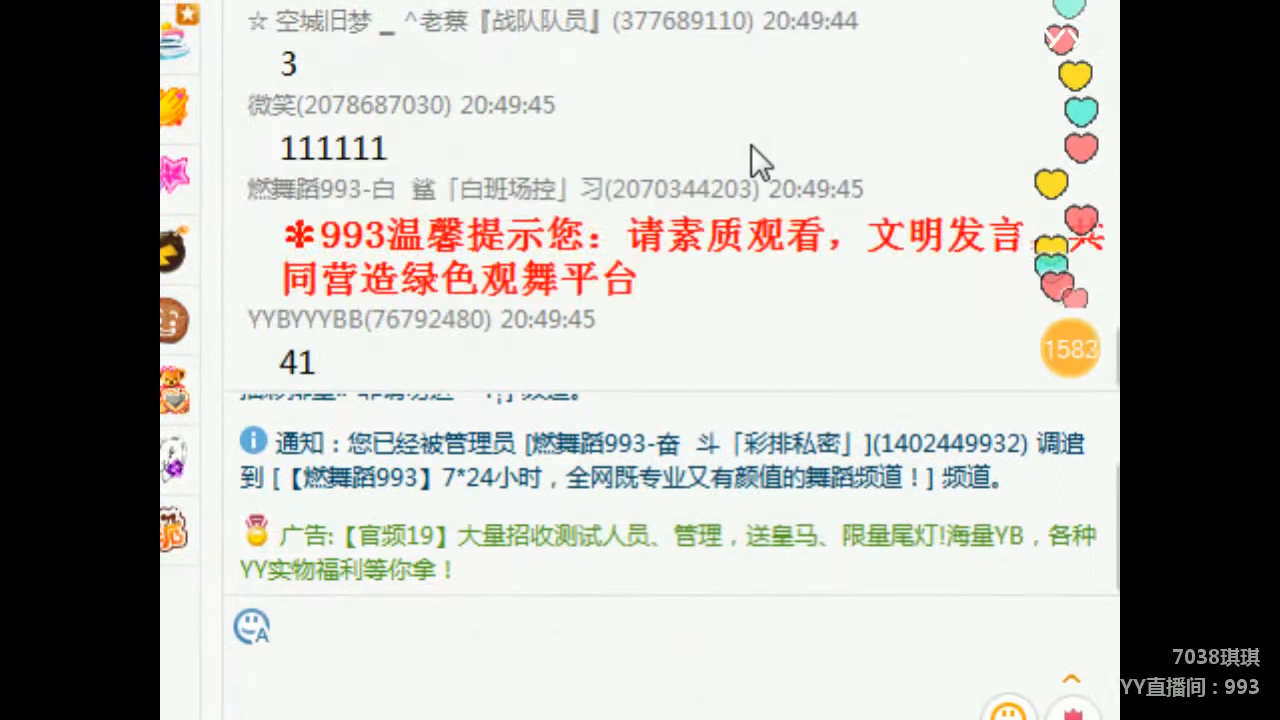 ☆ 空城旧梦 _ ^老蔡『战队队员』(377689110) 20:49:44
3
微笑(2078687030) 20:49:45
111111
燃舞蹈993-白 鲨「白班场控」习(2070344203) 20:49:45
✽993温馨提示您：请素质观看，文明发言，共
同营造绿色观舞平台
YYBYYYBB(76792480) 20:49:45
41
1582
通知：您已经被管理员 [燃舞蹈993-奋 斗「彩排私密」](1402449932) 调遣
到 [【燃舞蹈993】7*24小时，全网既专业又有颜值的舞蹈频道！] 频道。
广告:【官频19】大量招收测试人员、管理，送皇马、限量尾灯!海量YB，各种
YY实物福利等你拿！
7038琪琪
YY直播间：993